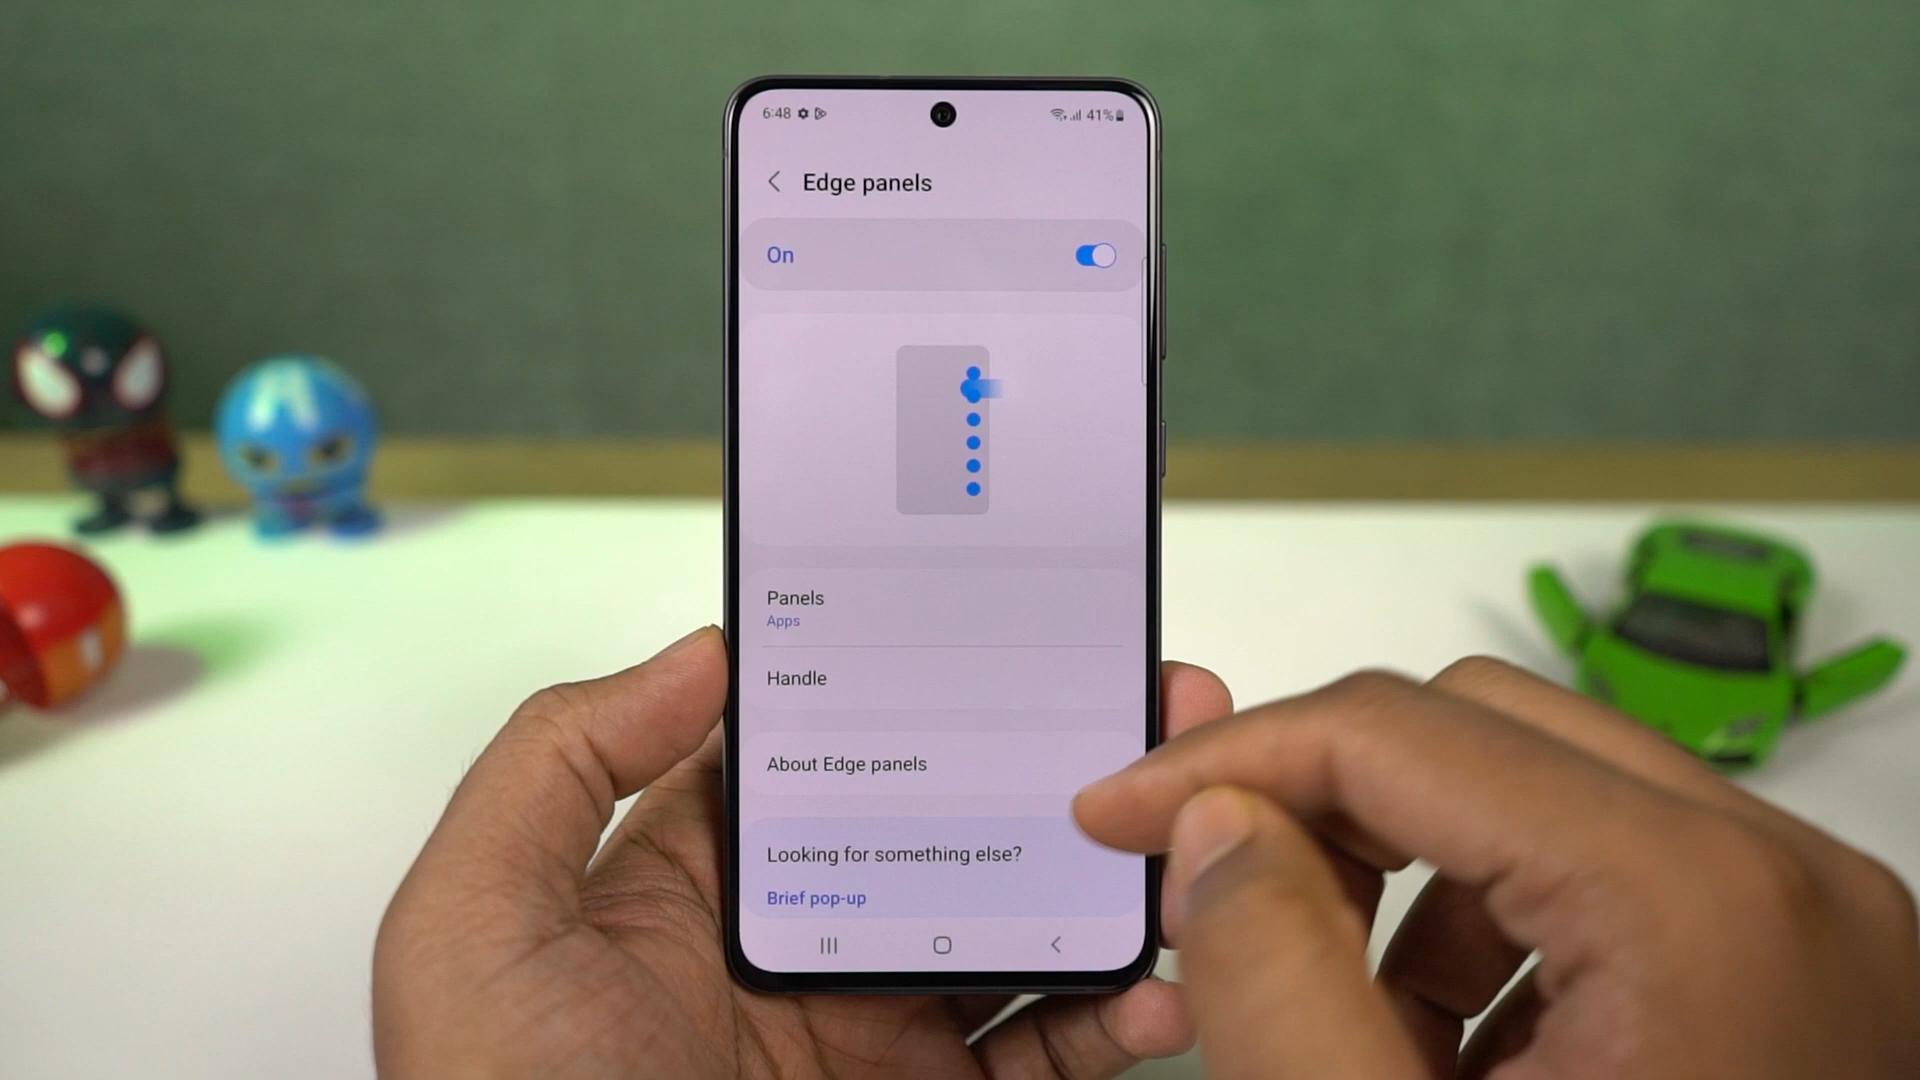 6:48 41%
Edge panels
On
Panels
Apps
Handle
About Edge panels
Looking for something else?
Brief pop-up